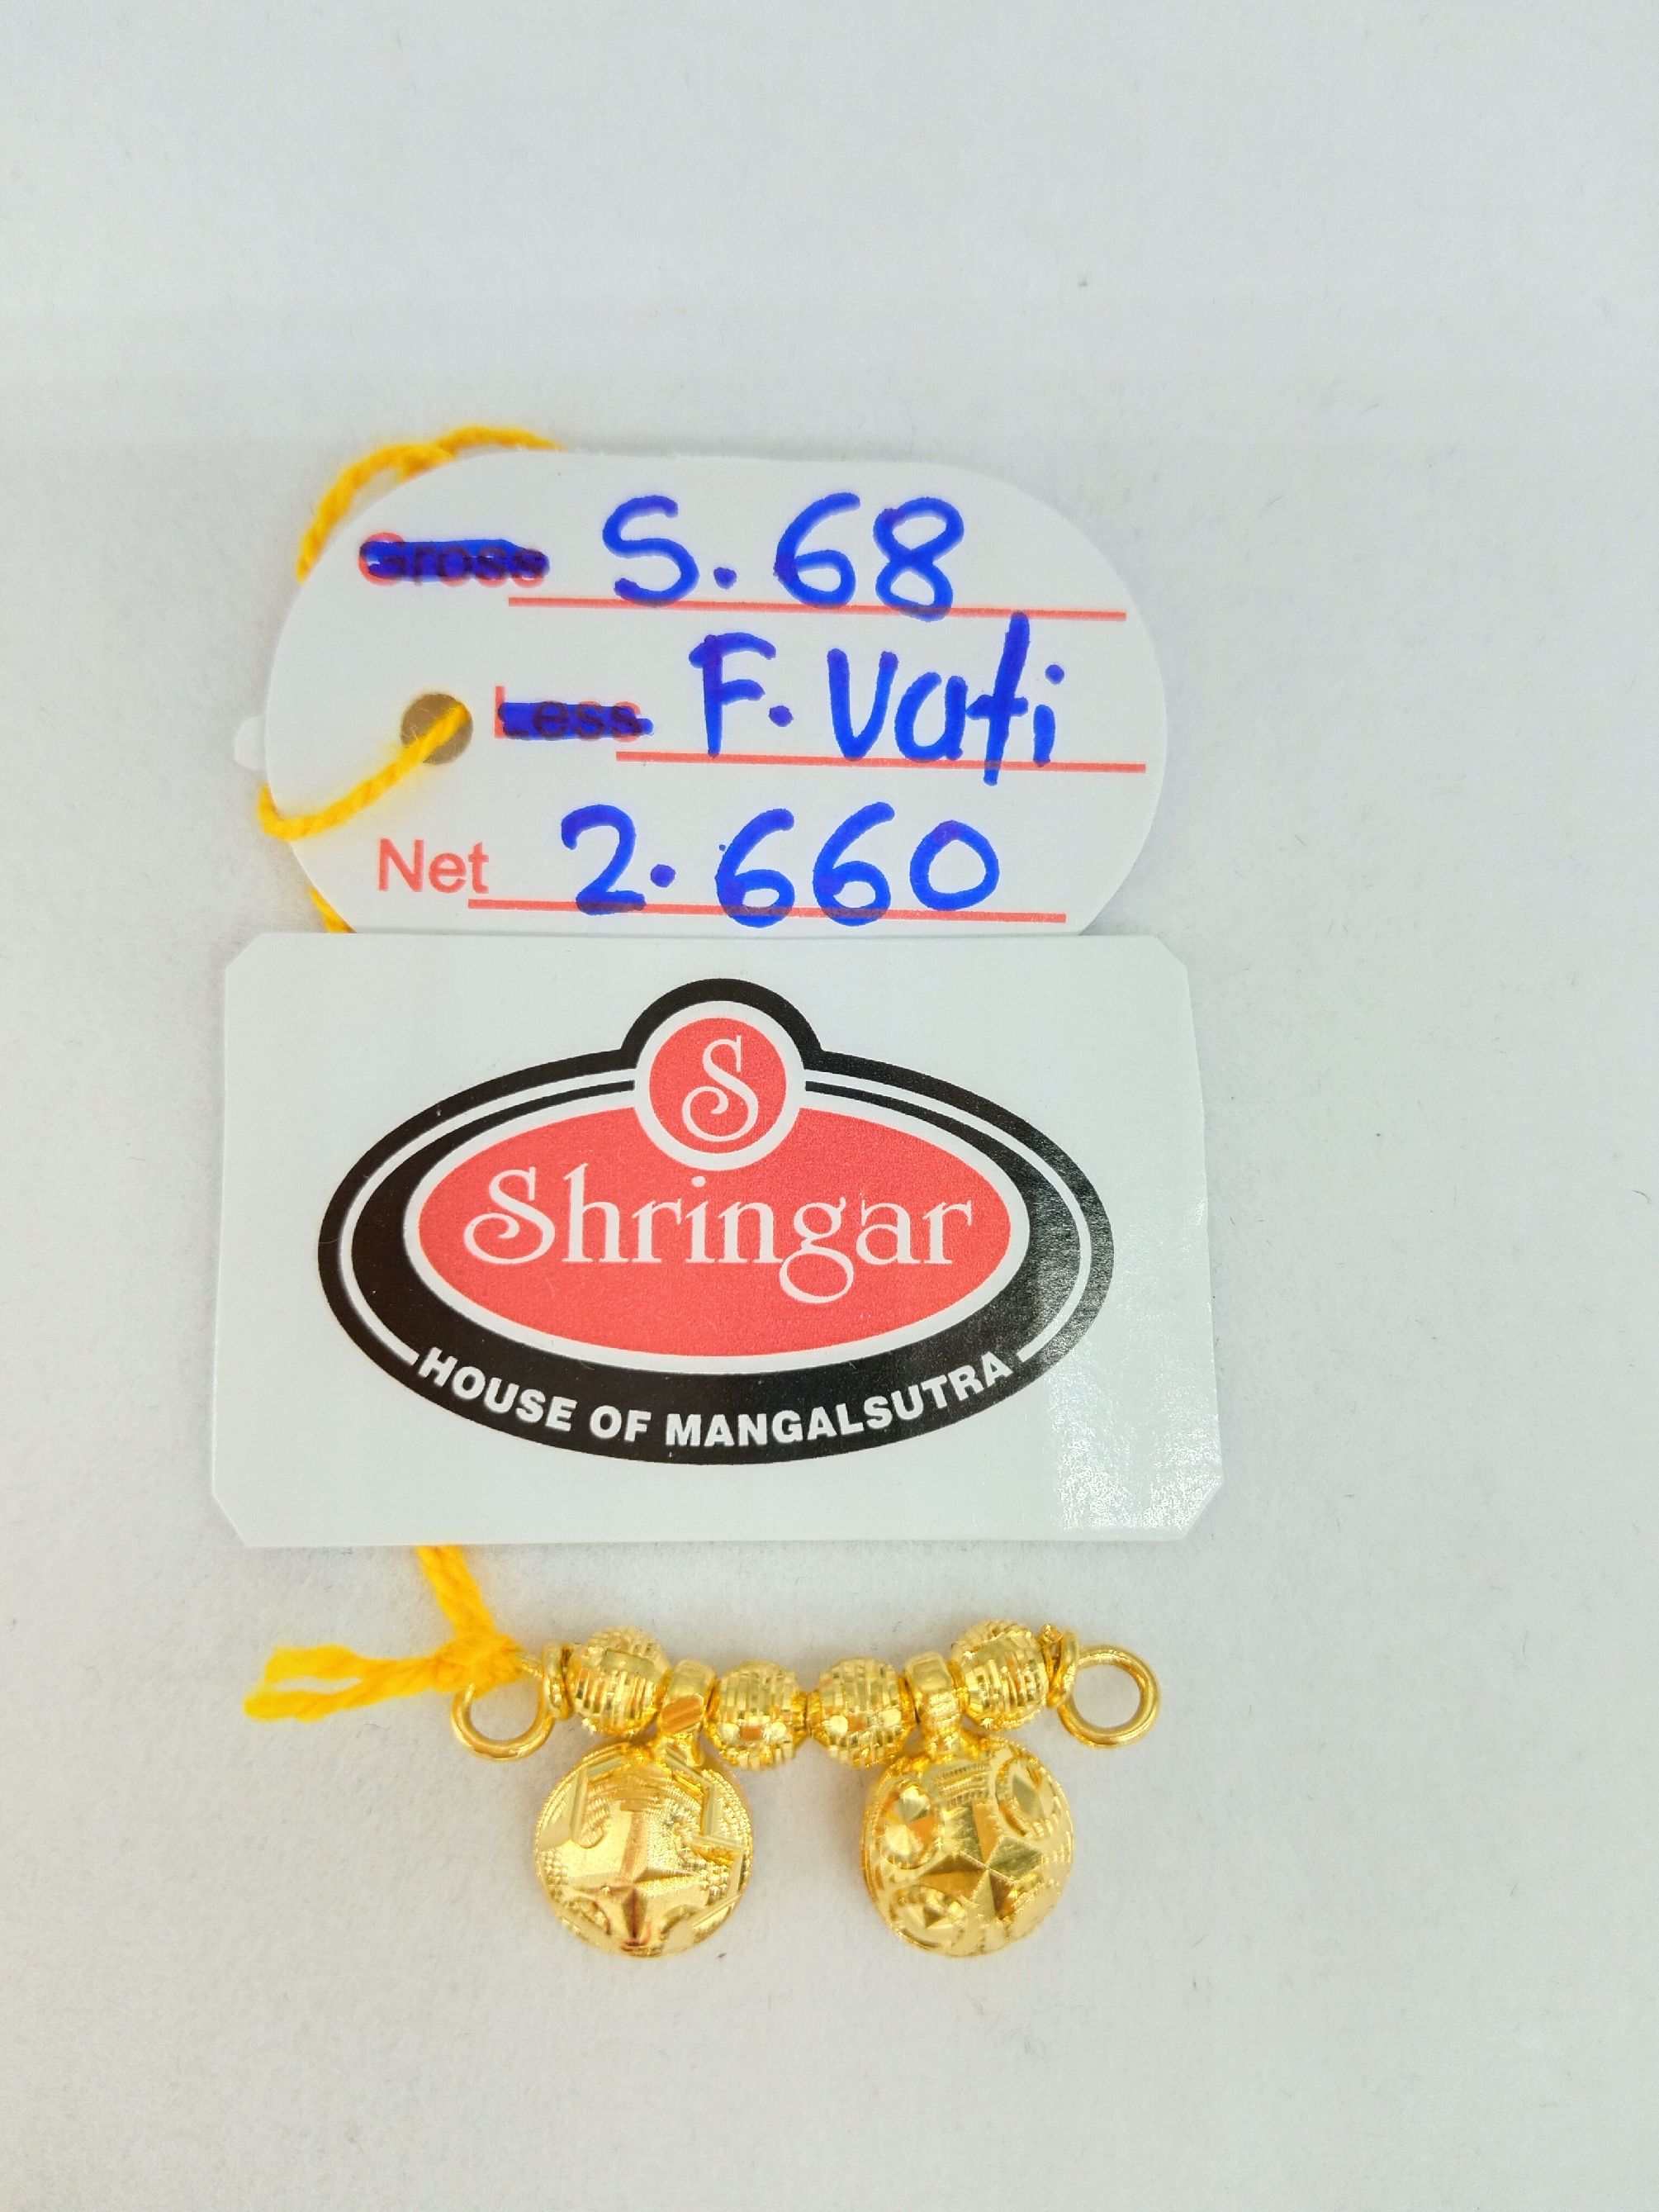 Gross S. 68
Less F. Vati
Net 2.660
S
Shringar
HOUSE OF MANGALSUTRA